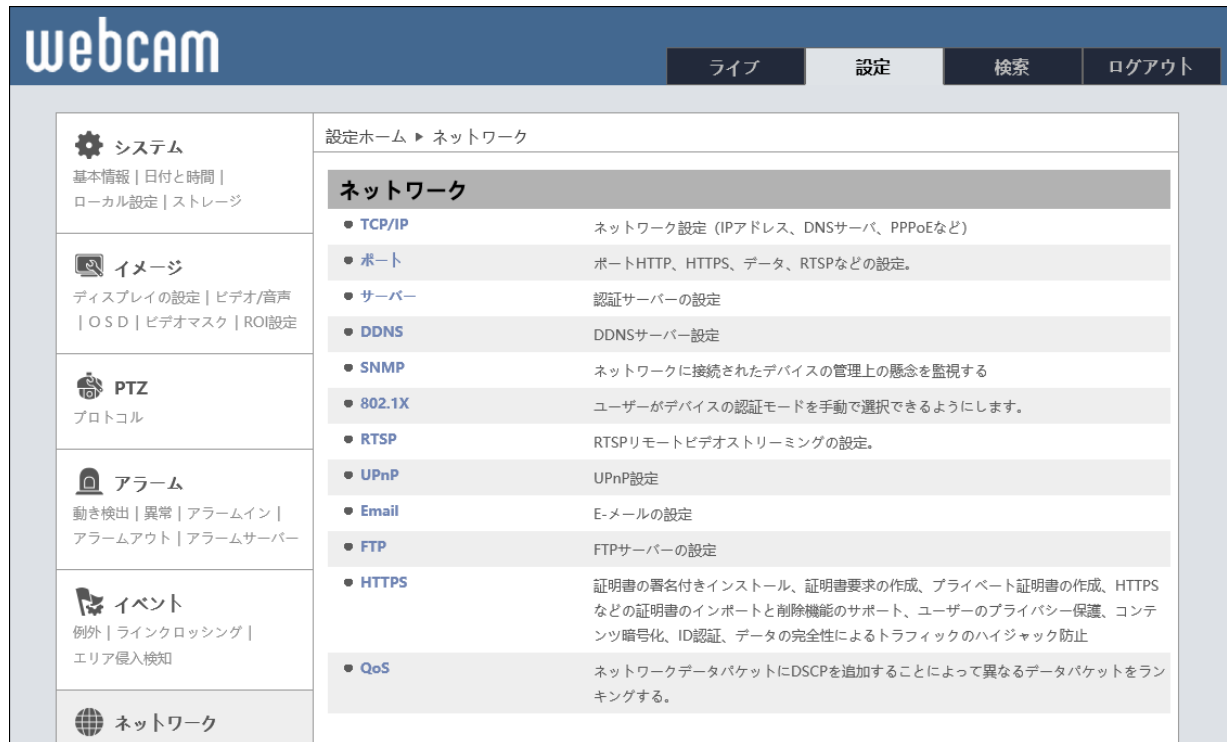 webcam
ライブ
設定
検索
ログアウト
システム
基本情報 | 日付と時間 |
ローカル設定 | ストレージ
イメージ
ディスプレイの設定 | ビデオ/音声
| ＯＳＤ | ビデオマスク | ROI設定
PTZ
プロトコル
アラーム
動き検出 | 異常 | アラームイン |
アラームアウト | アラームサーバー
イベント
例外 | ラインクロッシング |
エリア侵入検知
ネットワーク
設定ホーム ▶ ネットワーク
ネットワーク
● TCP/IP ネットワーク設定（IPアドレス、DNSサーバ、PPPoEなど）
● ポート ポートHTTP、HTTPS、データ、RTSPなどの設定。
● サーバー 認証サーバーの設定
● DDNS DDNSサーバー設定
● SNMP ネットワークに接続されたデバイスの管理上の懸念を監視する
● 802.1X ユーザーがデバイスの認証モードを手動で選択できるようにします。
● RTSP RTSPリモートビデオストリーミングの設定。
● UPnP UPnP設定
● Email E-メールの設定
● FTP FTPサーバーの設定
● HTTPS 証明書の署名付きインストール、証明書要求の作成、プライベート証明書の作成、HTTPS
などの証明書のインポートと削除機能のサポート、ユーザーのプライバシー保護、コンテ
ンツ暗号化、ID認証、データの完全性によるトラフィックのハイジャック防止
● QoS ネットワークデータパケットにDSCPを追加することによって異なるデータパケットをラン
キングする。